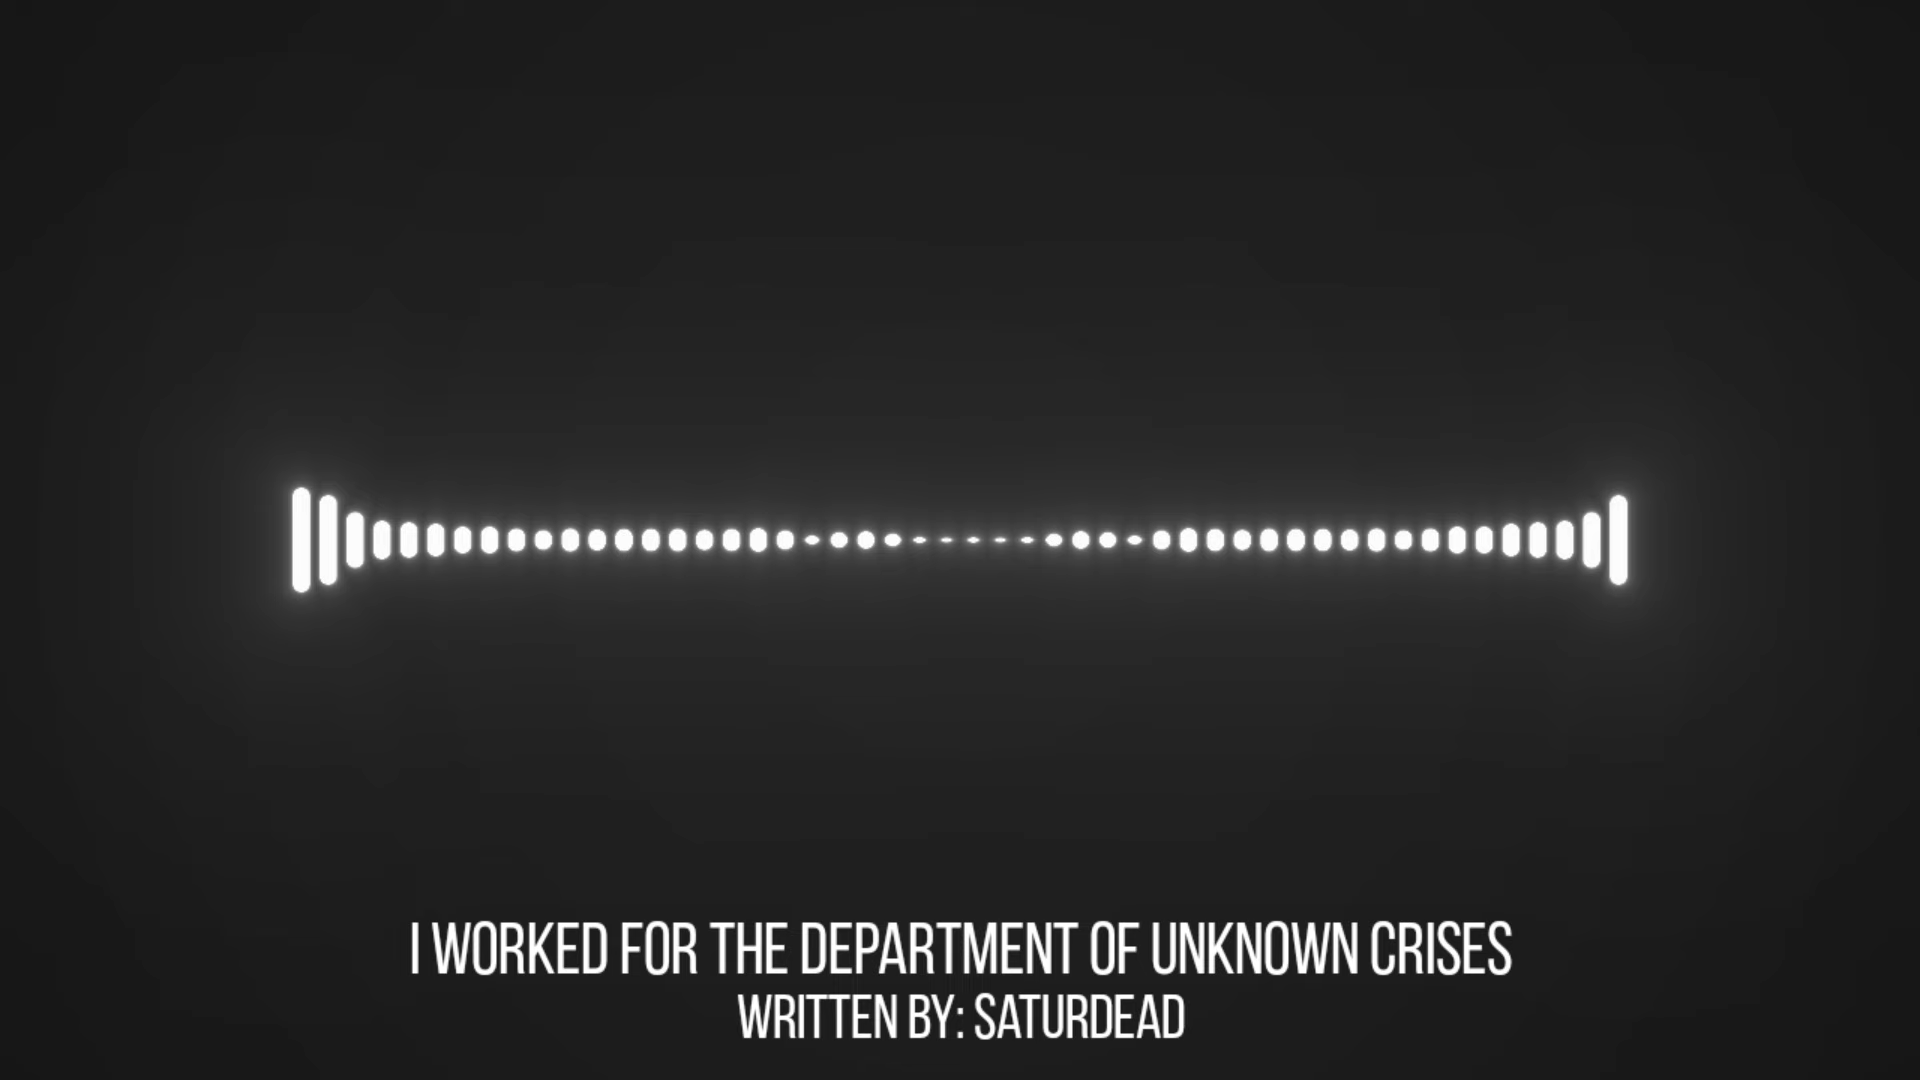 I WORKED FOR THE DEPARTMENT OF UNKNOWN CRISES
WRITTEN BY: SATURDEAD